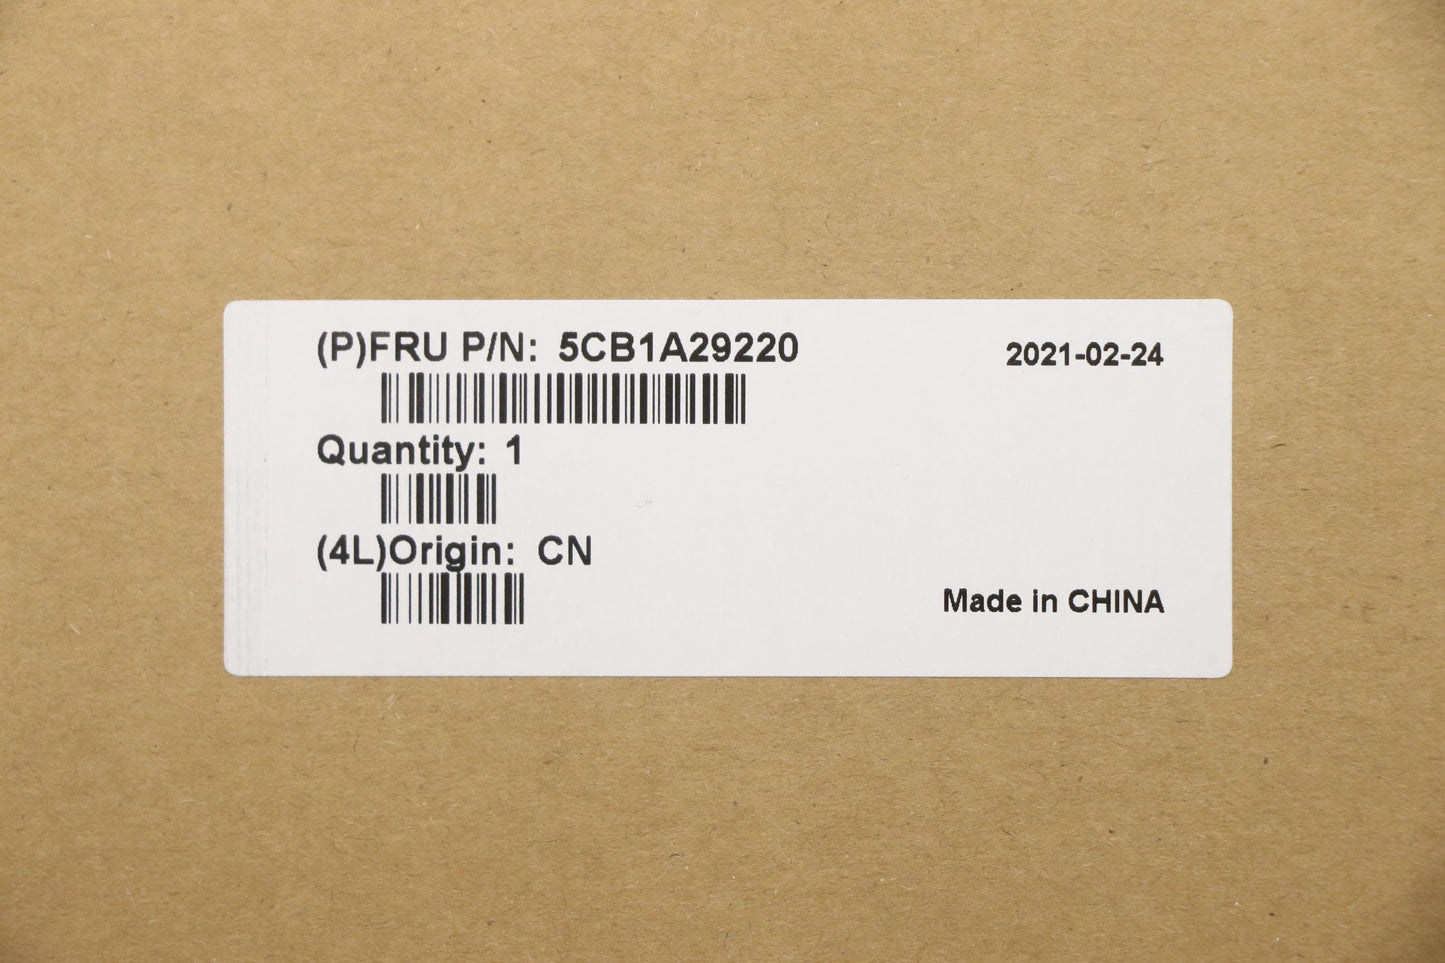 (P)FRU P/N: 5CB1A29220
2021-02-24
Quantity: 1
(4L)Origin: CN
Made in CHINA